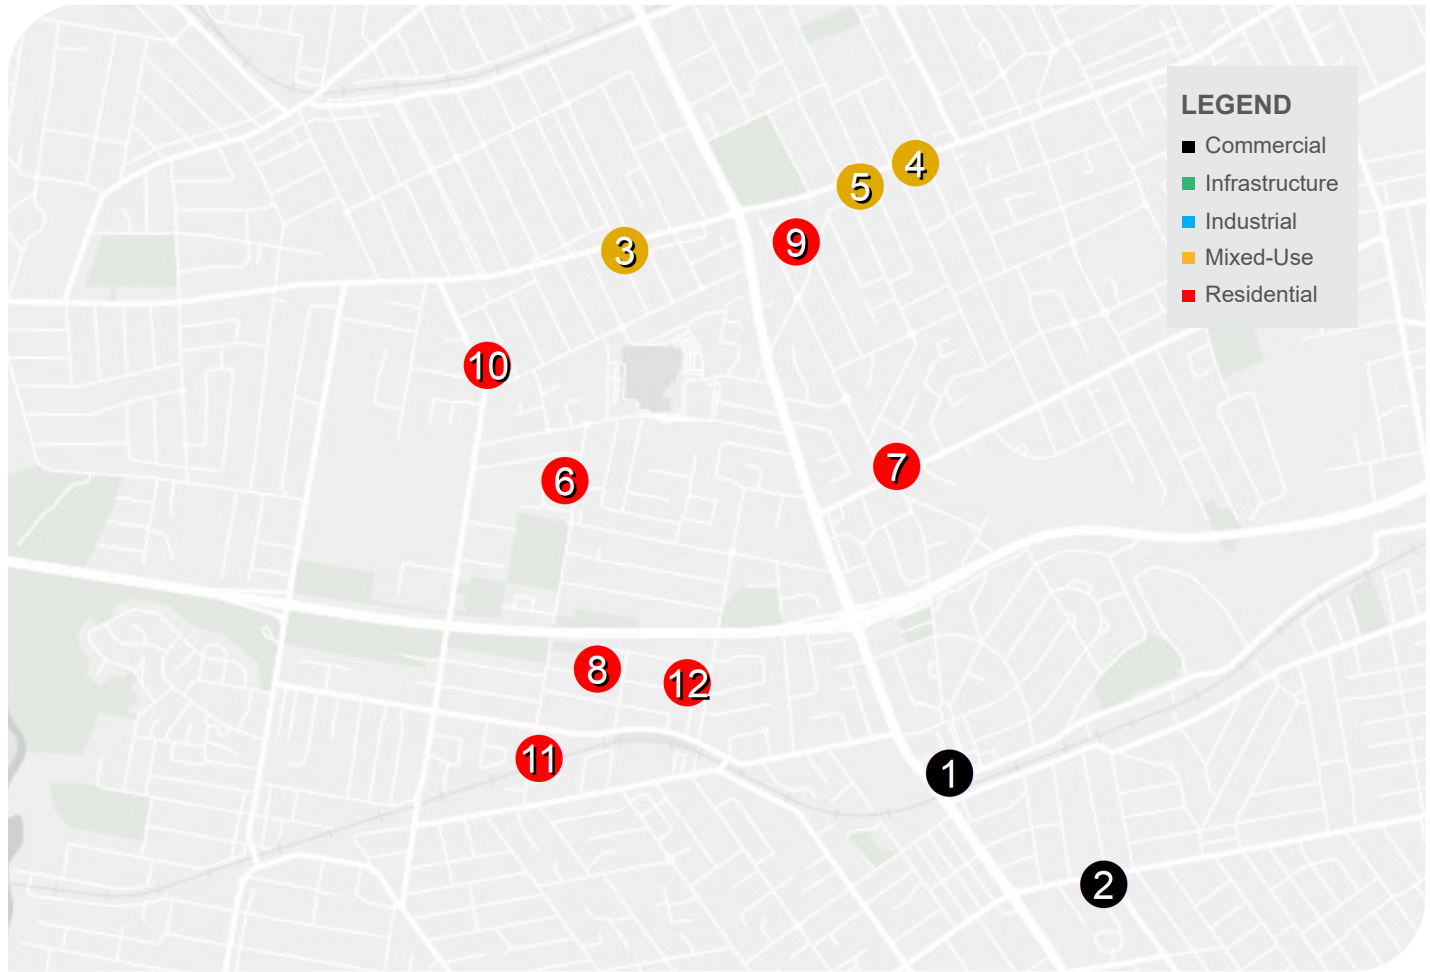 LEGEND
Commercial
Infrastructure
Industrial
Mixed-Use
Residential
4
5
9
3
10
7
6
8
12
11
1
2